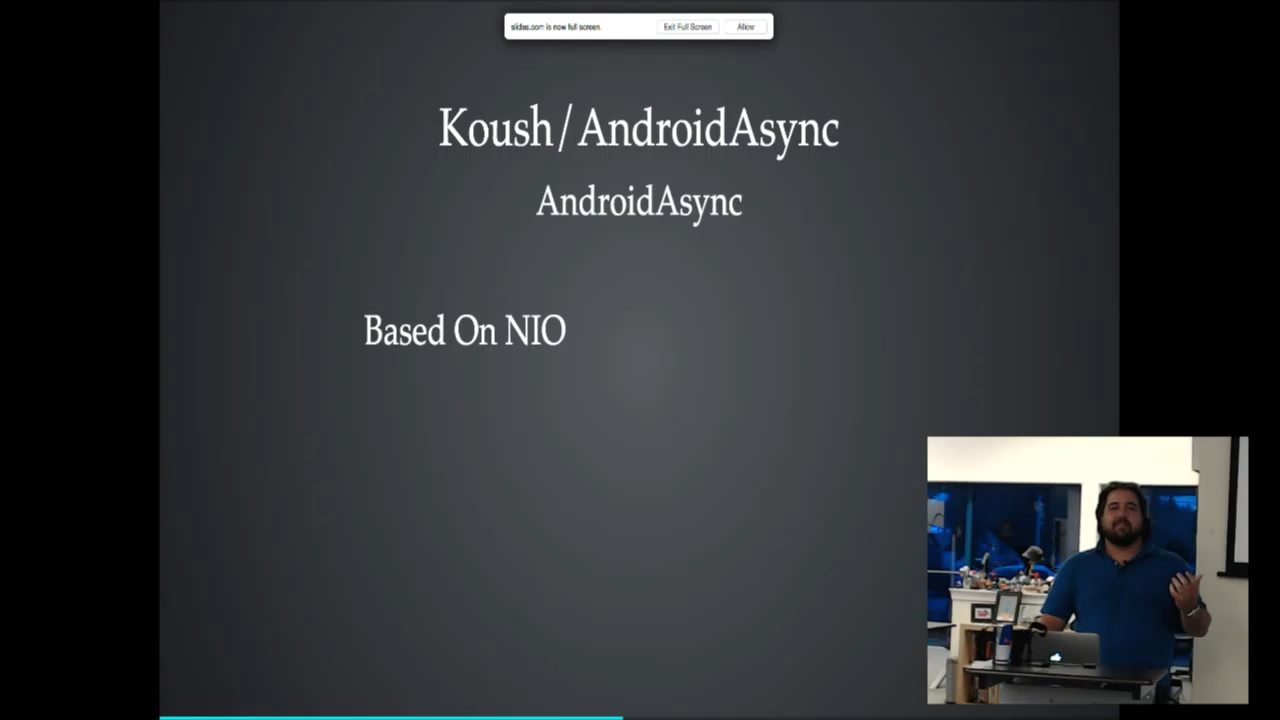 slides.com is now full screen. Exit Full Screen Allow
Koush/AndroidAsync
AndroidAsync
Based On NIO